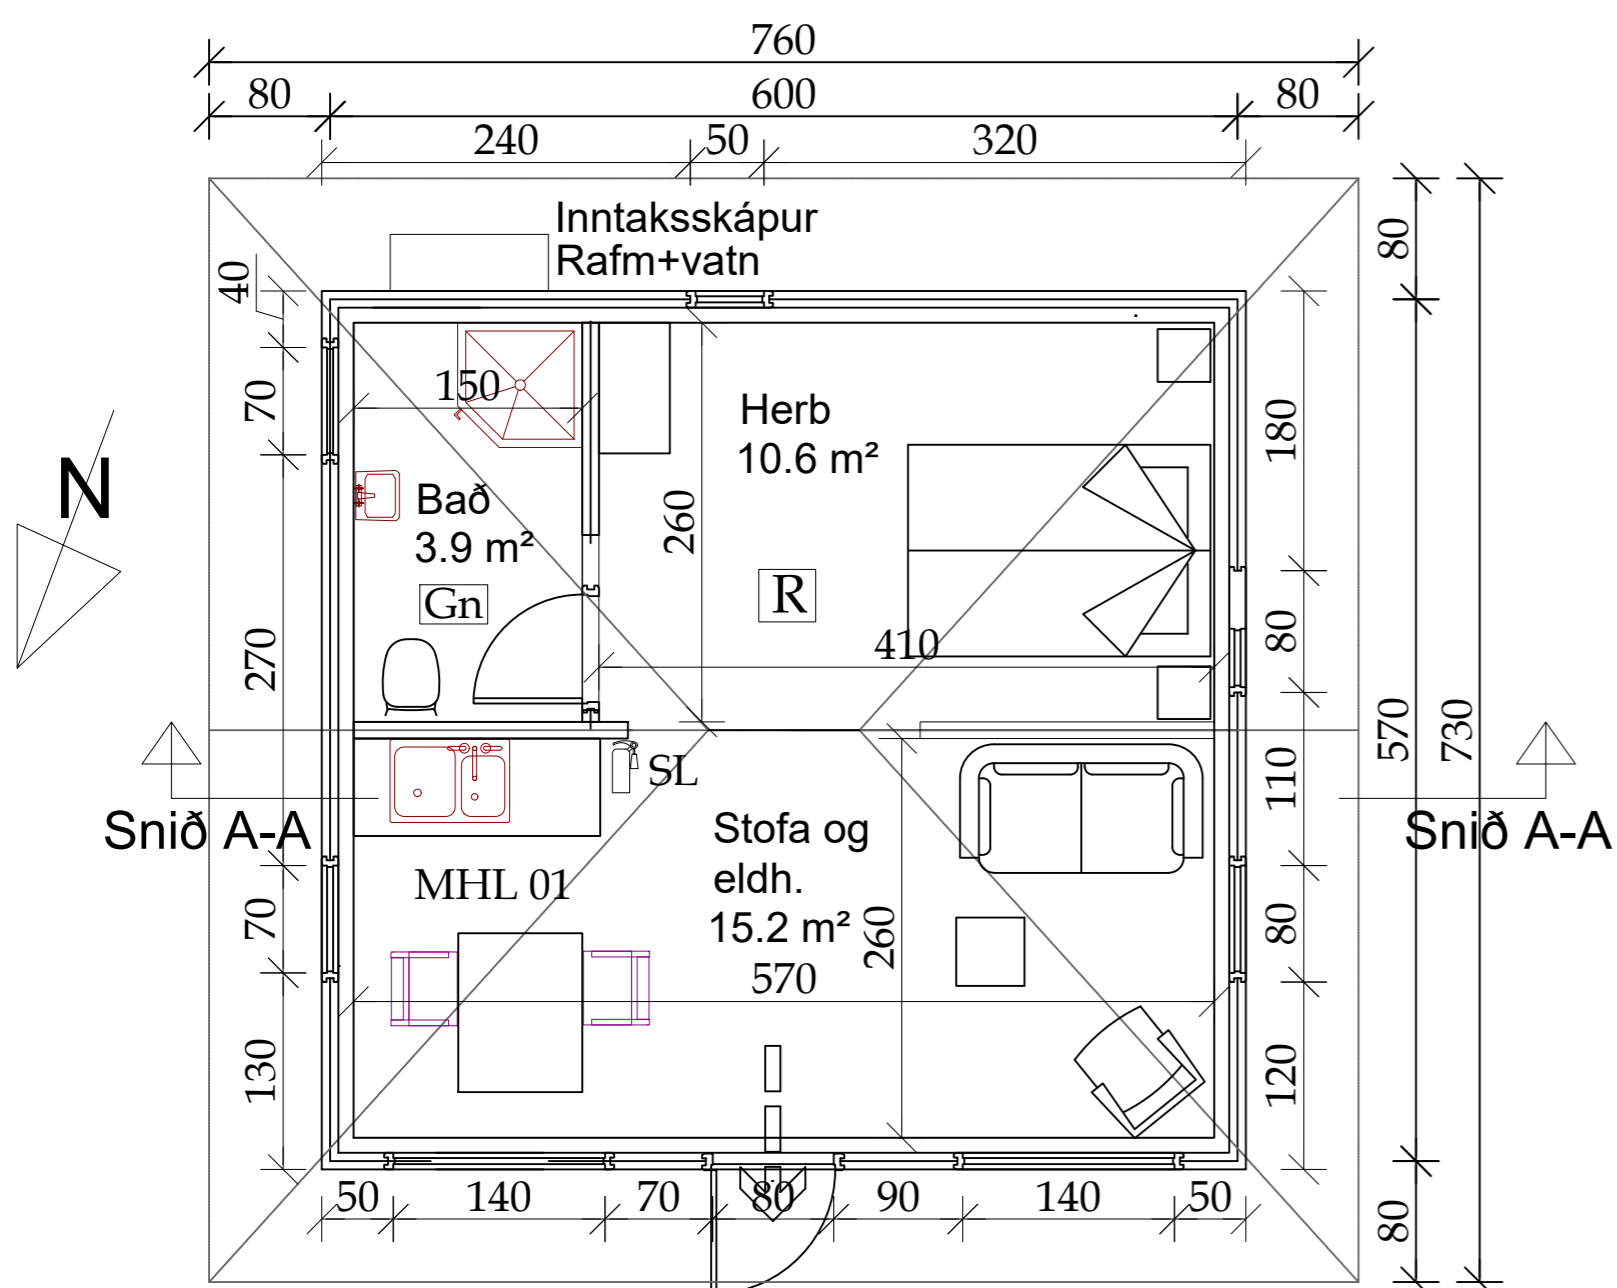 760
80 600 80
240 50 320
Inntaksskápur
Rafm+vatn
80
40
150
70
Herb
10.6 m²
180
N
Bað
3.9 m²
260
Gn
R
270
410
80
570
730
SL
110
Snið A-A
Stofa og
eldh.
15.2 m²
Snið A-A
MHL 01
70
260
80
570
130
120
50 140 70 80 90 140 50
80